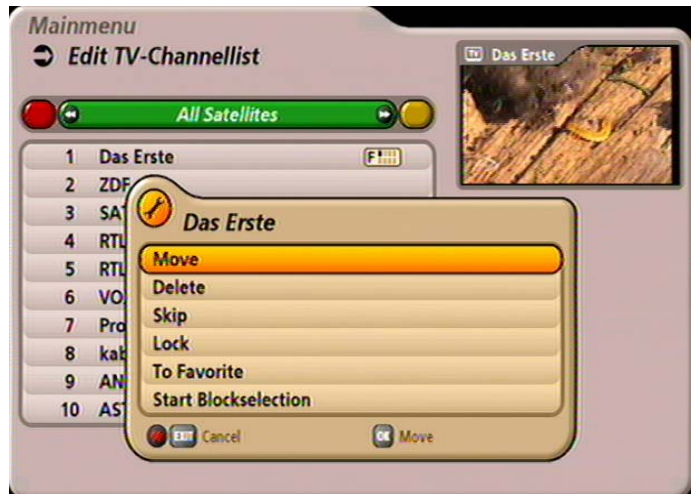 Mainmenu
Edit TV-Channellist
TV Das Erste
All Satellites
1 Das Erste F
2 ZDF
3 SAT
4 RTL
5 RTL
6 VO
7 Pro
8 kab
9 AN
10 AST
Das Erste
Move
Delete
Skip
Lock
To Favorite
Start Blockselection
EXIT Cancel
OK Move